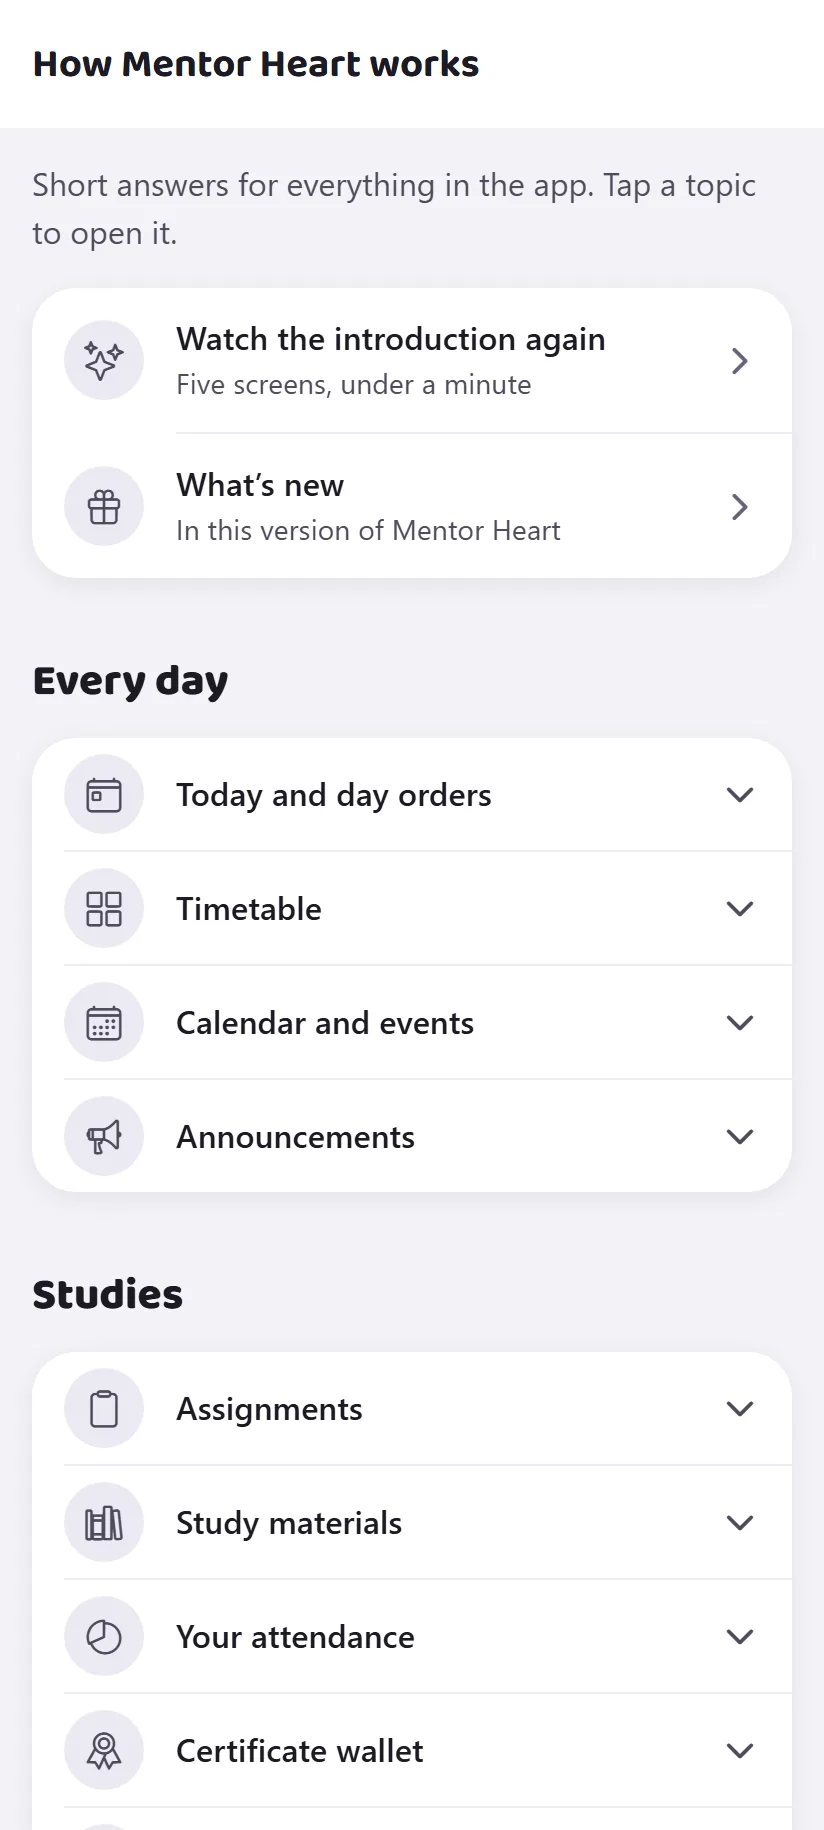 How Mentor Heart works
Short answers for everything in the app. Tap a topic
to open it.
Watch the introduction again
Five screens, under a minute
What’s new
In this version of Mentor Heart
Every day
Today and day orders
Timetable
Calendar and events
Announcements
Studies
Assignments
Study materials
Your attendance
Certificate wallet